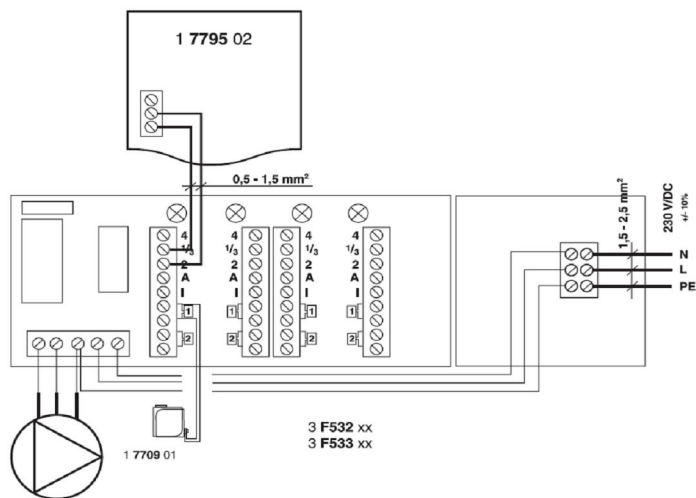 1 7795 02
0,5 - 1,5 mm²
4
1/3
2
A
I
1
2
4
1/3
2
A
I
1
2
4
1/3
2
A
I
1
2
4
1/3
2
A
I
1
2
1,5 - 2,5 mm²
230 V/DC
+/- 10%
N
L
PE
3 F532 xx
3 F533 xx
1 7709 01